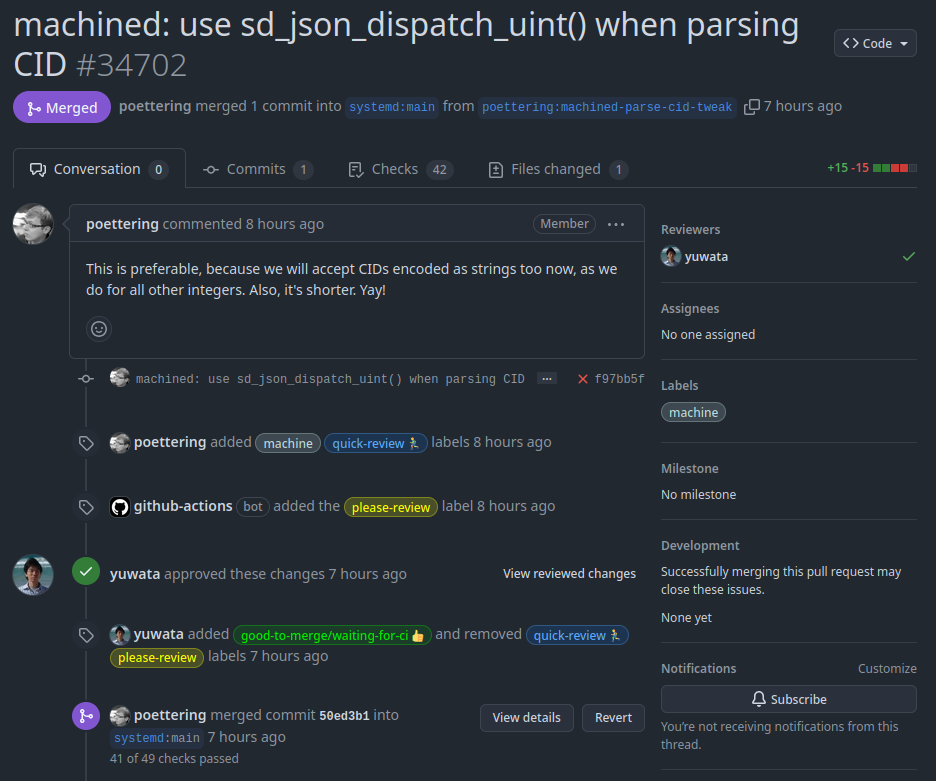 machined: use sd_json_dispatch_uint() when parsing
CID #34702
Code
Merged
poettering merged 1 commit into systemd:main from poettering:machined-parse-cid-tweak 7 hours ago
Conversation 0
Commits 1
Checks 42
Files changed 1
+15 -15
poettering commented 8 hours ago
Member
This is preferable, because we will accept CIDs encoded as strings too now, as we
do for all other integers. Also, it's shorter. Yay!
machined: use sd_json_dispatch_uint() when parsing CID ... f97bb5f
poettering added machine quick-review 🏃 labels 8 hours ago
github-actions bot added the please-review label 8 hours ago
yuwata approved these changes 7 hours ago
View reviewed changes
yuwata added good-to-merge/waiting-for-ci 👍 and removed quick-review 🏃
please-review labels 7 hours ago
poettering merged commit 50ed3b1 into
systemd:main 7 hours ago
41 of 49 checks passed
View details
Revert
Reviewers
yuwata
Assignees
No one assigned
Labels
machine
Milestone
No milestone
Development
Successfully merging this pull request may
close these issues.
None yet
Notifications
Customize
Subscribe
You're not receiving notifications from this
thread.